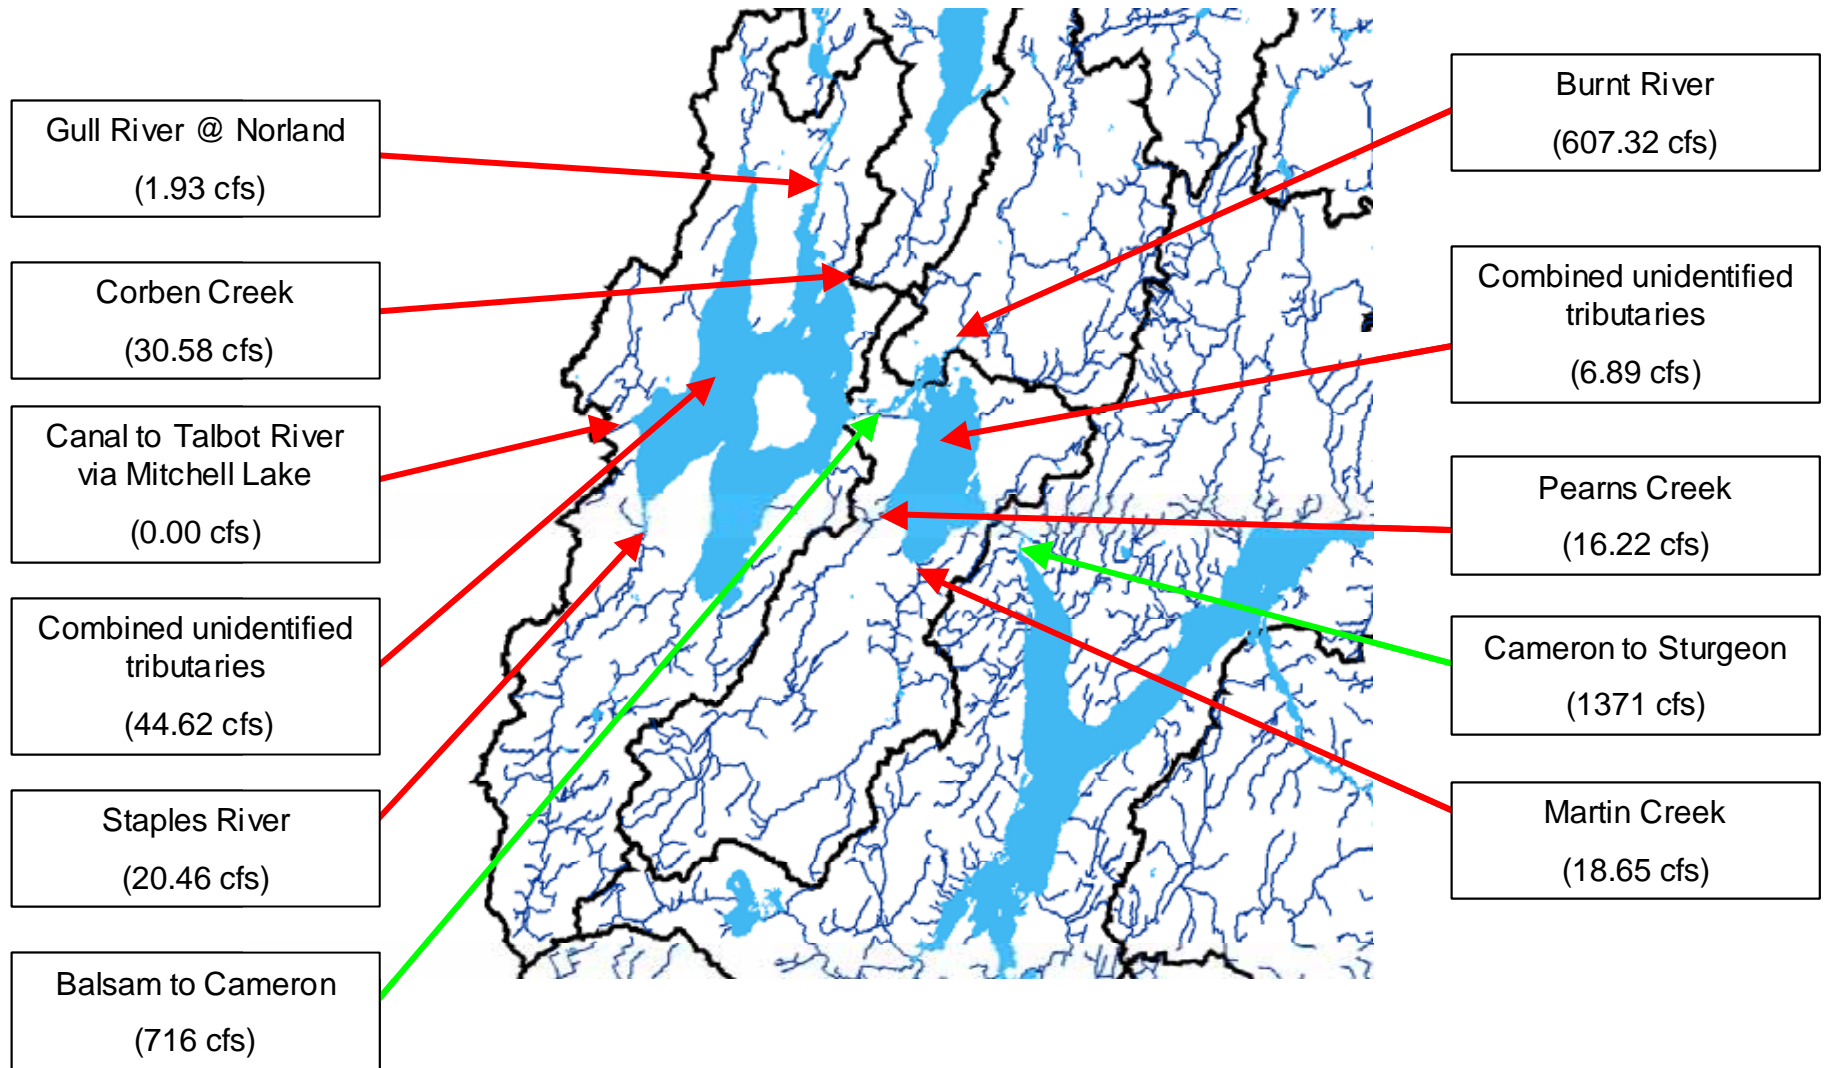 Gull River @ Norland
(1.93 cfs)
Corben Creek
(30.58 cfs)
Canal to Talbot River
via Mitchell Lake
(0.00 cfs)
Combined unidentified
tributaries
(44.62 cfs)
Staples River
(20.46 cfs)
Balsam to Cameron
(716 cfs)
Burnt River
(607.32 cfs)
Combined unidentified
tributaries
(6.89 cfs)
Pearns Creek
(16.22 cfs)
Cameron to Sturgeon
(1371 cfs)
Martin Creek
(18.65 cfs)